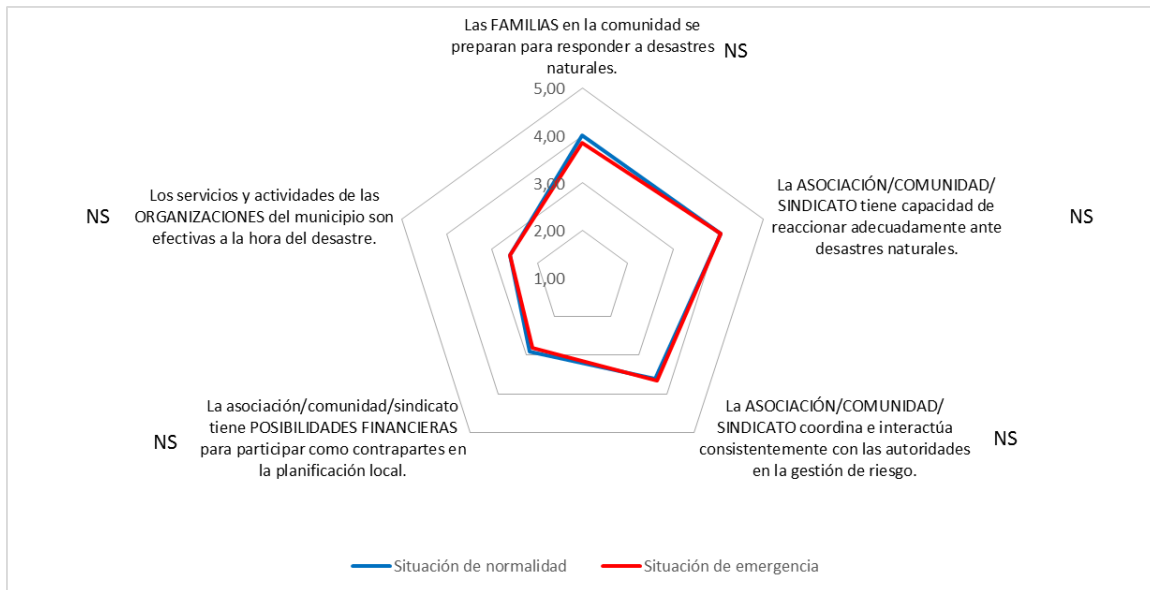 Las FAMILIAS en la comunidad se
preparan para responder a desastres
naturales.
NS
5,00
4,00
3,00
2,00
1,00
La ASOCIACIÓN/COMUNIDAD/
SINDICATO tiene capacidad de
reaccionar adecuadamente ante
desastres naturales.
NS
La ASOCIACIÓN/COMUNIDAD/
SINDICATO coordina e interactúa
consistentemente con las autoridades
en la gestión de riesgo.
NS
La asociación/comunidad/sindicato
tiene POSIBILIDADES FINANCIERAS
para participar como contrapartes en
la planificación local.
NS
Los servicios y actividades de las
ORGANIZACIONES del municipio son
efectivas a la hora del desastre.
NS
Situación de normalidad
Situación de emergencia